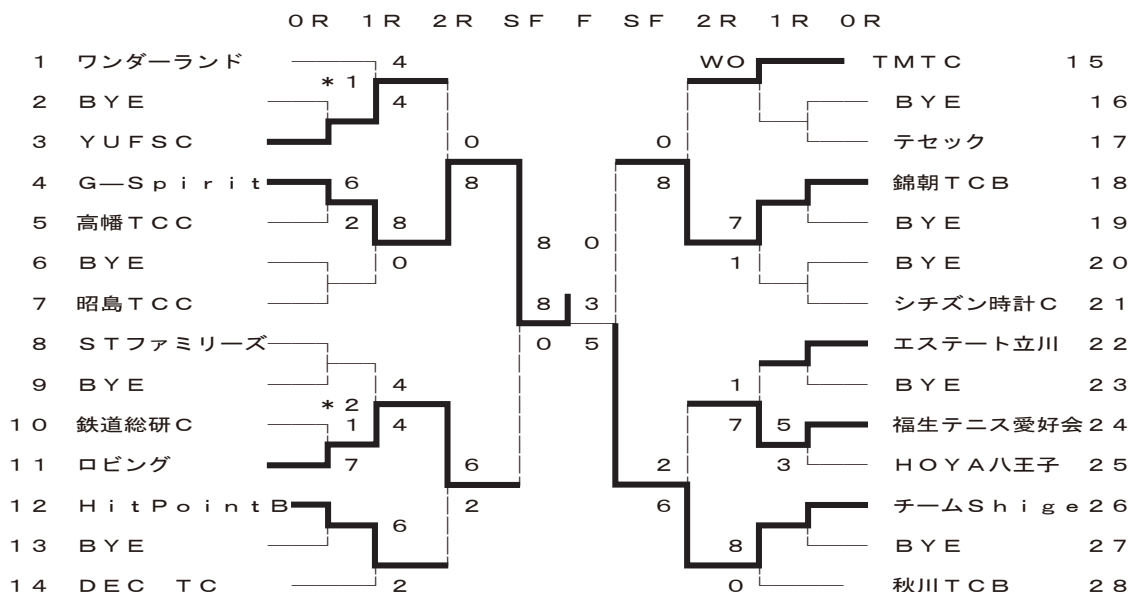 ０Ｒ １Ｒ ２Ｒ ＳＦ Ｆ ＳＦ ２Ｒ １Ｒ ０Ｒ
１ ワンダーランド ４ ＷＯ ＴＭＴＣ １５
＊１
２ ＢＹＥ ４ ＢＹＥ １６
３ ＹＵＦＳＣ ０ ０ テセック １７
４ Ｇ―Ｓｐｉｒｉｔ ６ ８ ８ 錦朝ＴＣＢ １８
５ 高幡ＴＣＣ ２ ８ ７ ＢＹＥ １９
８ ０
６ ＢＹＥ ０ １ ＢＹＥ ２０
７ 昭島ＴＣＣ ８ ３ シチズン時計Ｃ ２１
８ ＳＴファミリーズ ０ ５ エステート立川 ２２
９ ＢＹＥ ４ １ ＢＹＥ ２３
＊２
１０ 鉄道総研Ｃ １ ４ ７ ５ 福生テニス愛好会 ２４
１１ ロビング ７ ６ ２ ３ ＨＯＹＡ八王子 ２５
１２ ＨｉｔＰｏｉｎｔＢ ２ ６ チームＳｈｉｇｅ ２６
６
１３ ＢＹＥ ８ ＢＹＥ ２７
１４ ＤＥＣ ＴＣ ２ ０ 秋川ＴＣＢ ２８